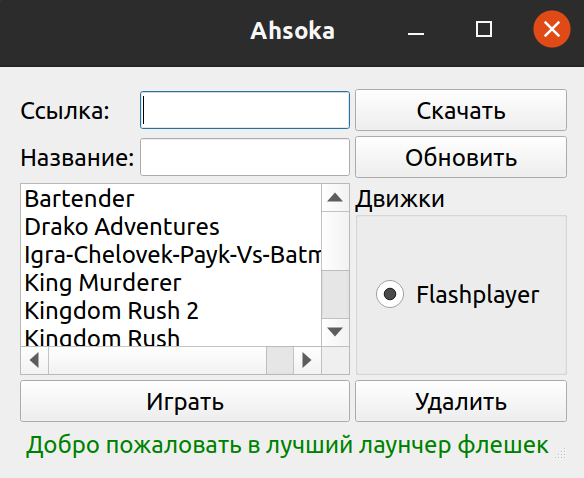 Ahsoka
Ссылка:
Скачать
Название:
Обновить
Bartender
Drako Adventures
Igra-Chelovek-Payk-Vs-Batm
King Murderer
Kingdom Rush 2
Kingdom Rush
Движки
Flashplayer
Играть
Удалить
Добро пожаловать в лучший лаунчер флешек